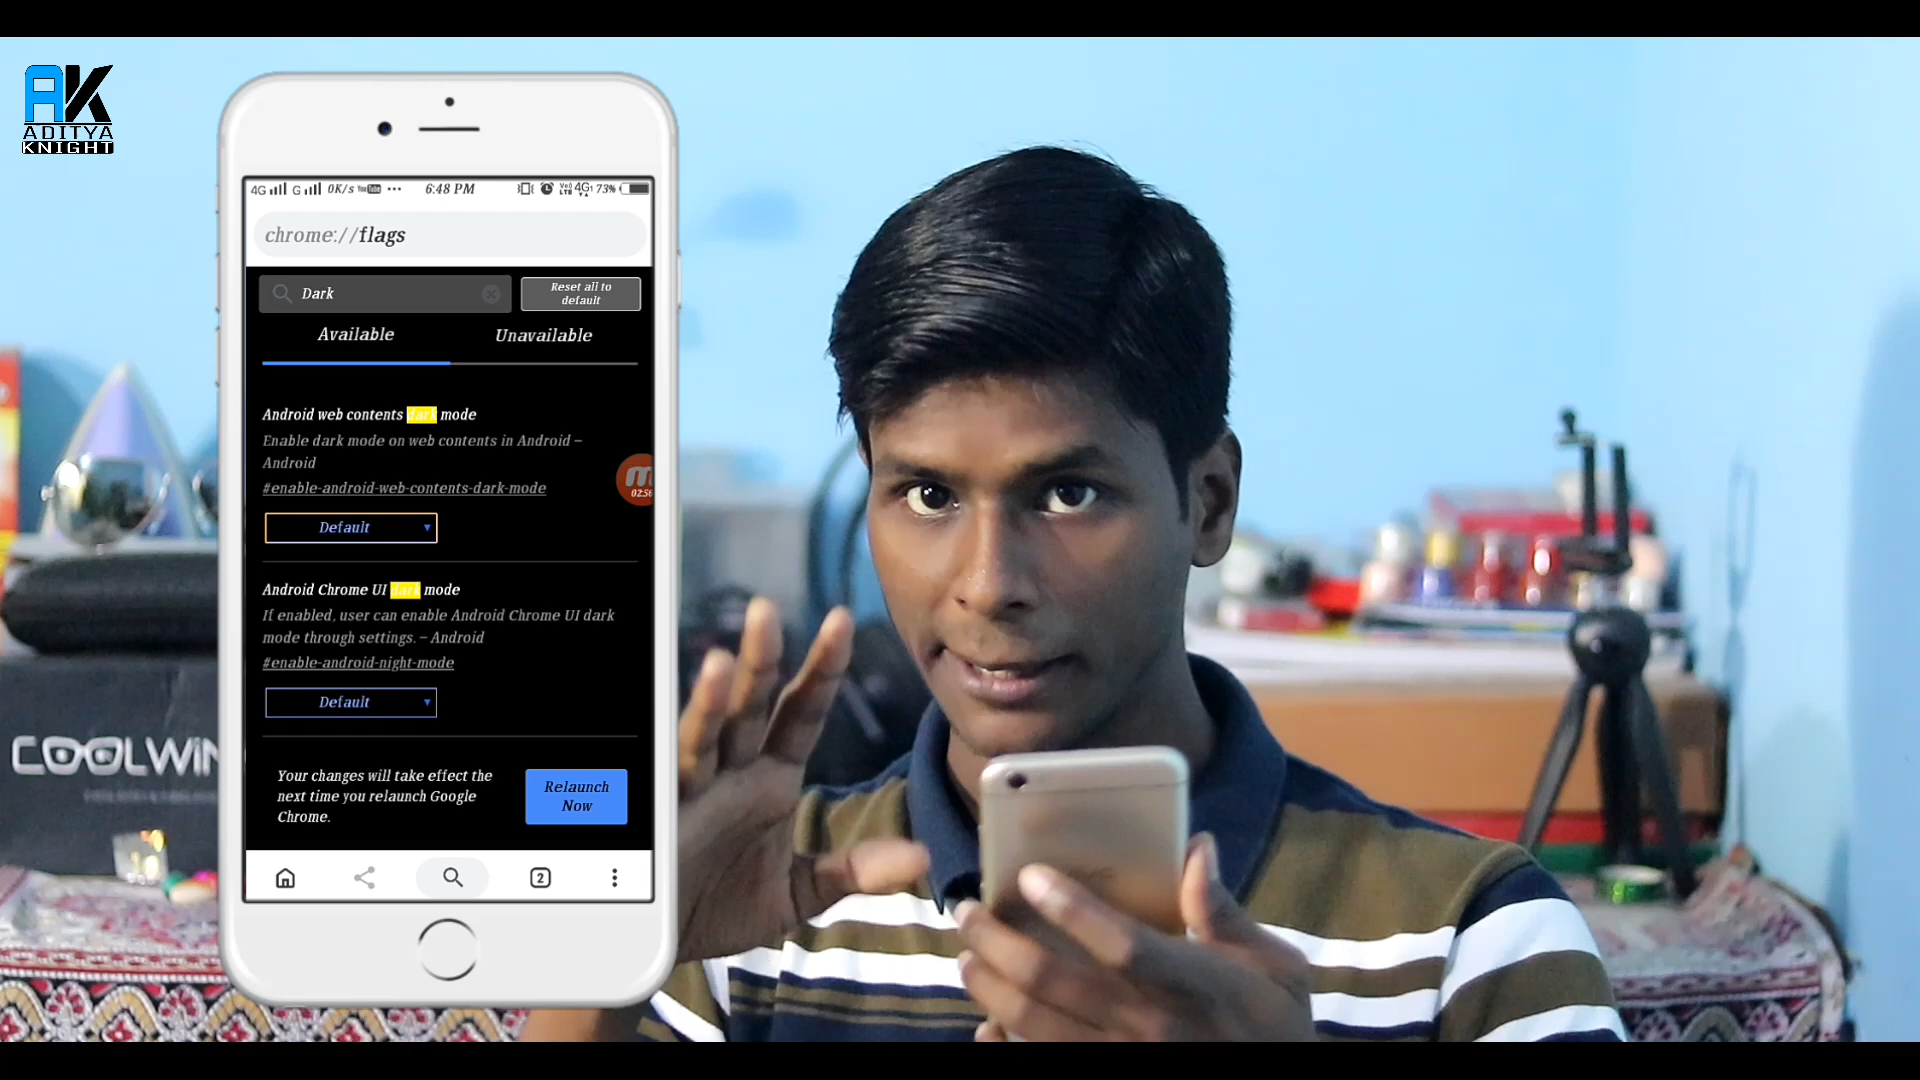 AK
ADITYA
KNIGHT
4G G 0K/s YouTube ••• 6:48 PM VoLTE 4G 73%
chrome://flags
Dark
Reset all to
default
Available Unavailable
Android web contents dark mode
Enable dark mode on web contents in Android –
Android
#enable-android-web-contents-dark-mode
02:56
Default
Android Chrome UI dark mode
If enabled, user can enable Android Chrome UI dark
mode through settings. – Android
#enable-android-night-mode
Default
Your changes will take effect the
next time you relaunch Google
Chrome.
Relaunch
Now
2
COOLWIN